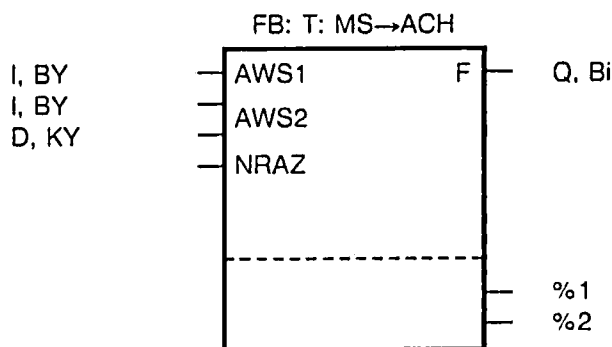 FB: T: MS→ACH
I, BY AWS1 F Q, Bi
I, BY
AWS2
D, KY
NRAZ
%1
%2